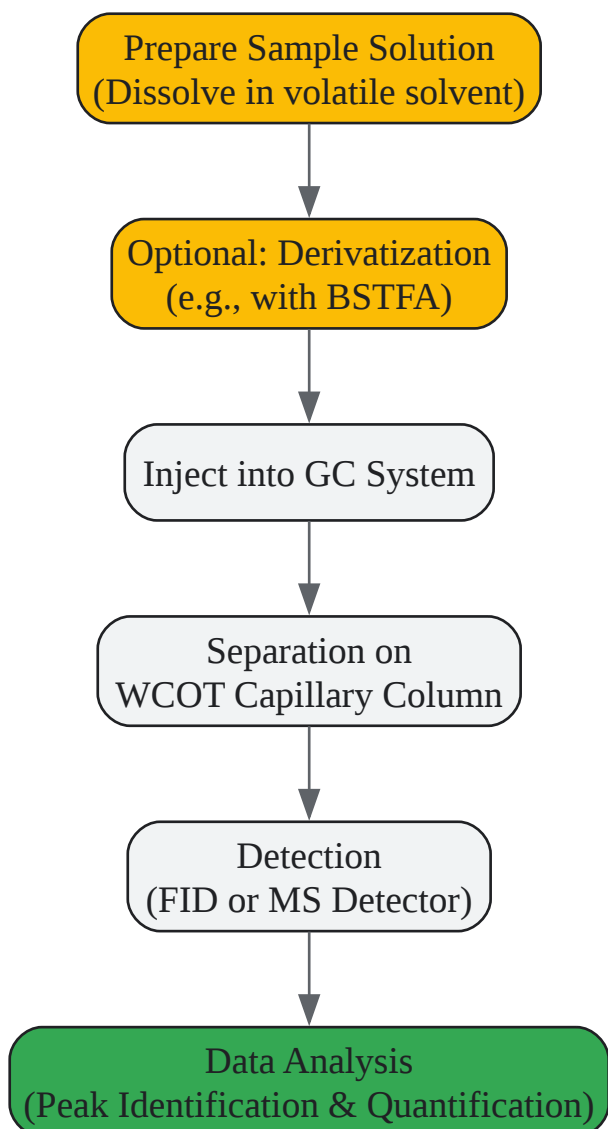 Prepare Sample Solution
(Dissolve in volatile solvent)
Optional: Derivatization
(e.g., with BSTFA)
Inject into GC System
Separation on
WCOT Capillary Column
Detection
(FID or MS Detector)
Data Analysis
(Peak Identification & Quantification)